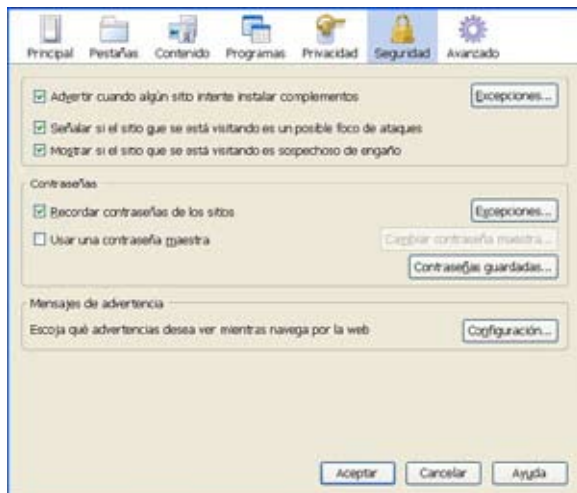 Principal Pestañas Contenido Programas Privacidad Seguridad Avanzado
Advertir cuando algún sitio intente instalar complementos
Excepciones...
Señalar si el sitio que se está visitando es un posible foco de ataques
Mostrar si el sitio que se está visitando es sospechoso de engaño
Contraseñas
Recordar contraseñas de los sitios
Excepciones...
Usar una contraseña maestra
Cambiar contraseña maestra...
Contraseñas guardadas...
Mensajes de advertencia
Escoja qué advertencias desea ver mientras navega por la web
Configuración...
Aceptar Cancelar Ayuda